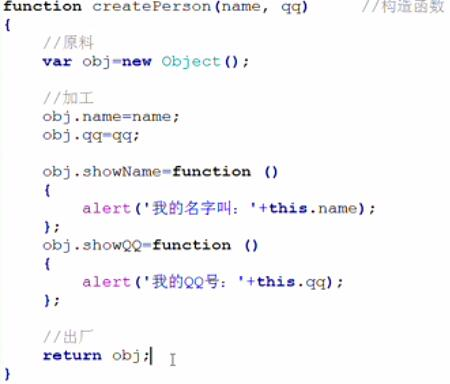 function createPerson(name, qq)    //构造函数
{
    //原料
    var obj=new Object();

    //加工
    obj.name=name;
    obj.qq=qq;

    obj.showName=function ()
    {
        alert('我的名字叫：'+this.name);
    };
    obj.showQQ=function ()
    {
        alert('我的QQ号：'+this.qq);
    };

    //出厂
    return obj;
}